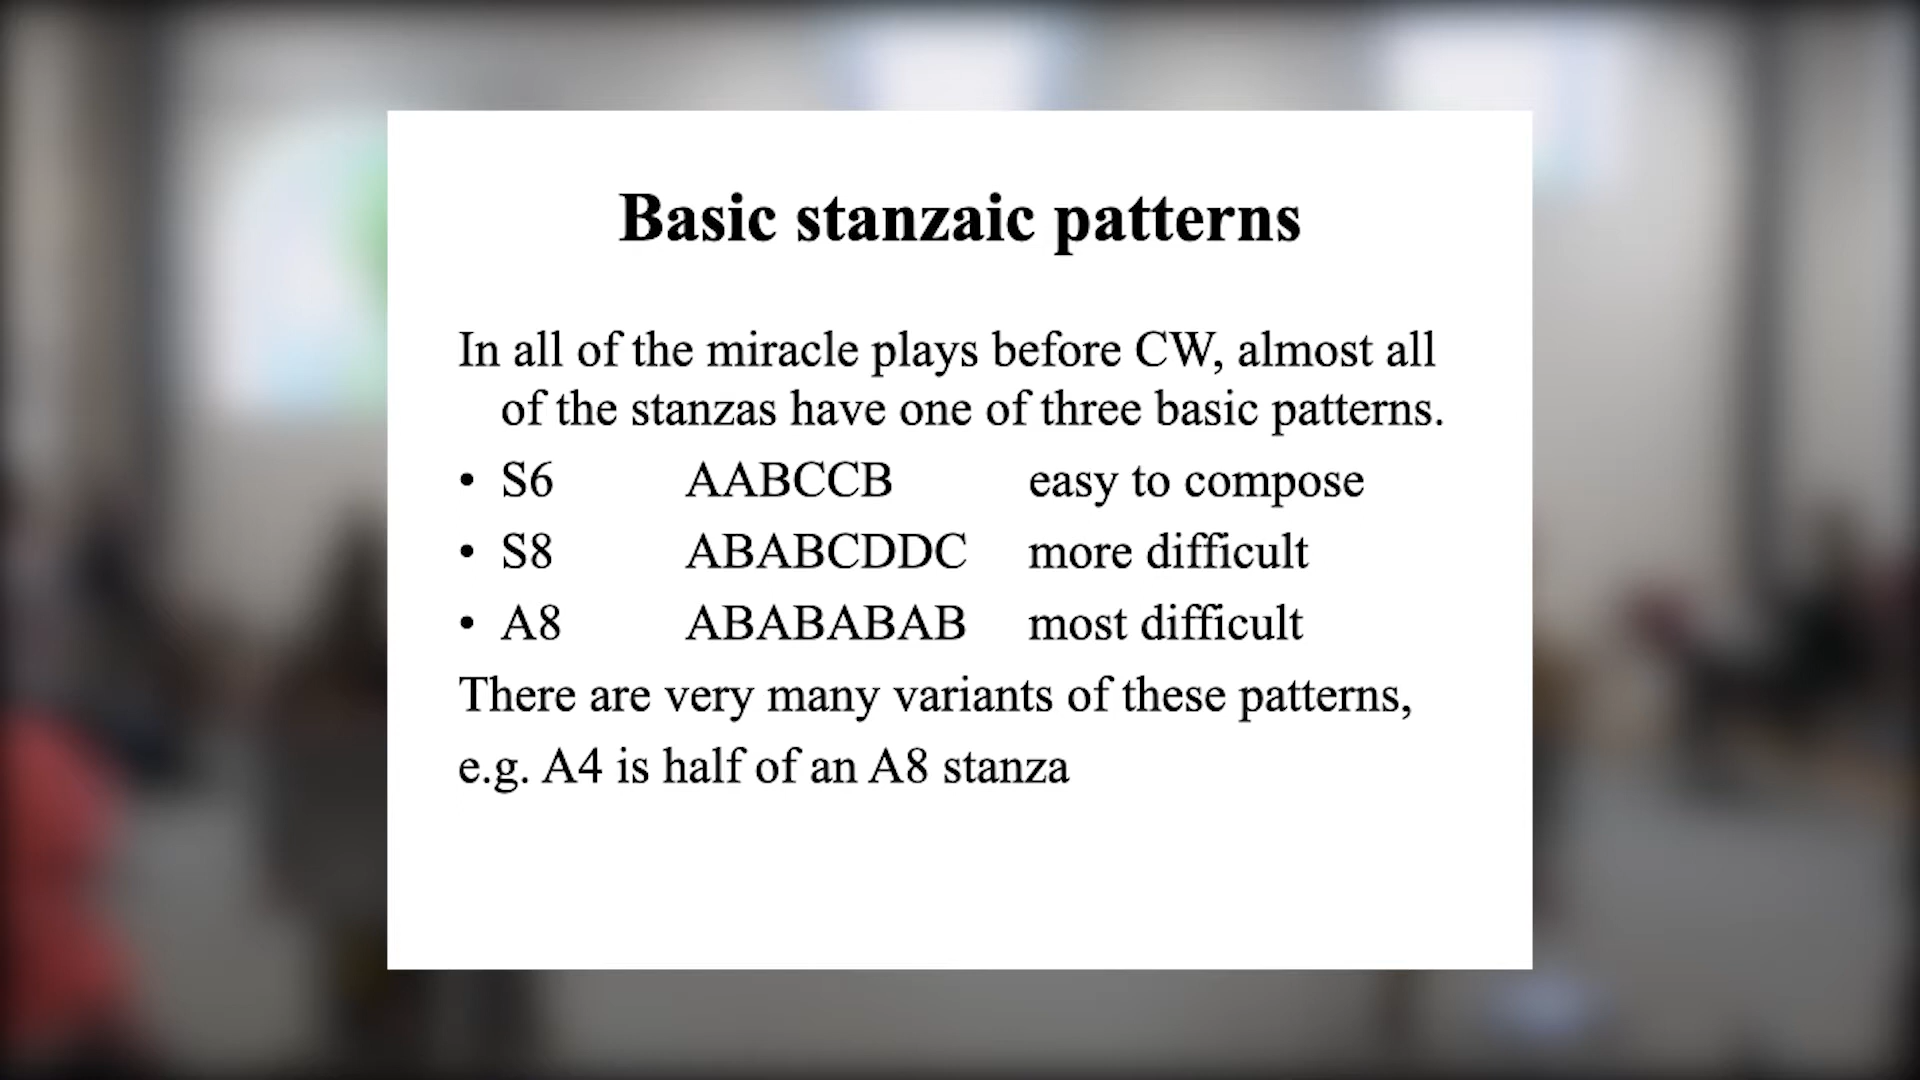 Basic stanzaic patterns
In all of the miracle plays before CW, almost all
of the stanzas have one of three basic patterns.
• S6 AABCCB easy to compose
• S8 ABABCDDC more difficult
• A8 ABABABAB most difficult
There are very many variants of these patterns,
e.g. A4 is half of an A8 stanza